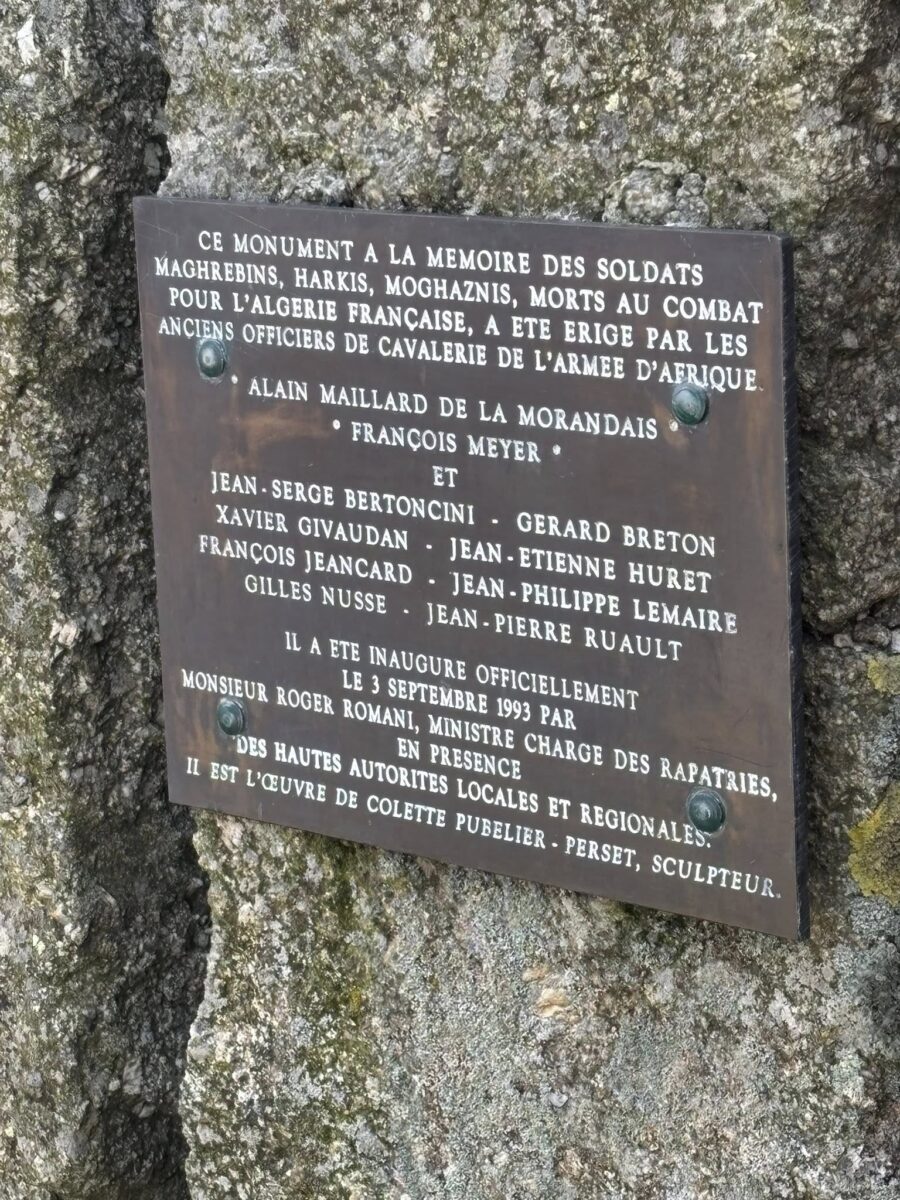 CE MONUMENT A LA MEMOIRE DES SOLDATS
MAGHREBINS, HARKIS, MOGHAZNIS, MORTS AU COMBAT
POUR L'ALGERIE FRANÇAISE, A ETE ERIGE PAR LES
ANCIENS OFFICIERS DE CAVALERIE DE L'ARMEE D'AFRIQUE
* ALAIN MAILLARD DE LA MORANDAIS *
* FRANÇOIS MEYER *
ET
JEAN-SERGE BERTONCINI - GERARD BRETON
XAVIER GIVAUDAN - JEAN-ETIENNE HURET
FRANÇOIS JEANCARD - JEAN-PHILIPPE LEMAIRE
GILLES NUSSE - JEAN-PIERRE RUAULT
IL A ETE INAUGURE OFFICIELLEMENT
LE 3 SEPTEMBRE 1993 PAR
MONSIEUR ROGER ROMANI, MINISTRE CHARGE DES RAPATRIES,
EN PRESENCE
DES HAUTES AUTORITES LOCALES ET REGIONALES.
IL EST L'ŒUVRE DE COLETTE PUBELIER - PERSET, SCULPTEUR.